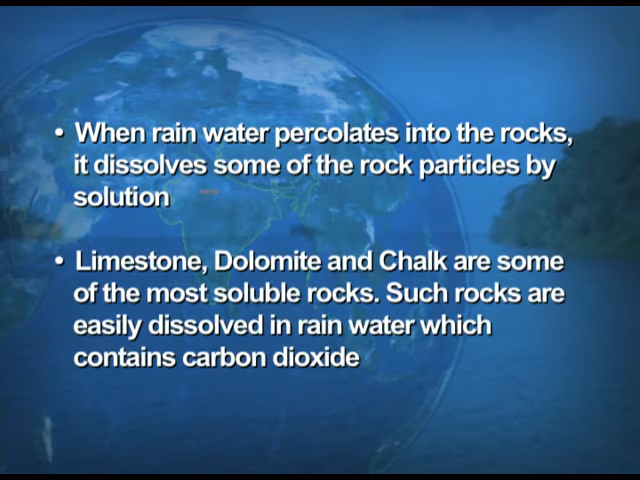 • When rain water percolates into the rocks,
it dissolves some of the rock particles by
solution
• Limestone, Dolomite and Chalk are some
of the most soluble rocks. Such rocks are
easily dissolved in rain water which
contains carbon dioxide